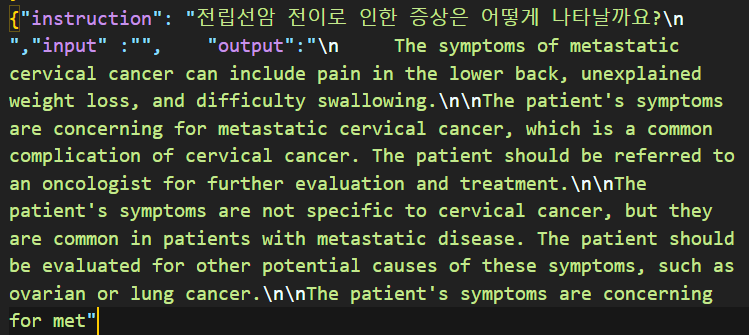 {"instruction": "전립선암 전이로 인한 증상은 어떻게 나타날까요?\n
","input" :"",    "output":"\n    The symptoms of metastatic
cervical cancer can include pain in the lower back, unexplained
weight loss, and difficulty swallowing.\n\nThe patient's symptoms
are concerning for metastatic cervical cancer, which is a common
complication of cervical cancer. The patient should be referred to
an oncologist for further evaluation and treatment.\n\nThe
patient's symptoms are not specific to cervical cancer, but they
are common in patients with metastatic disease. The patient should
be evaluated for other potential causes of these symptoms, such as
ovarian or lung cancer.\n\nThe patient's symptoms are concerning
for met"